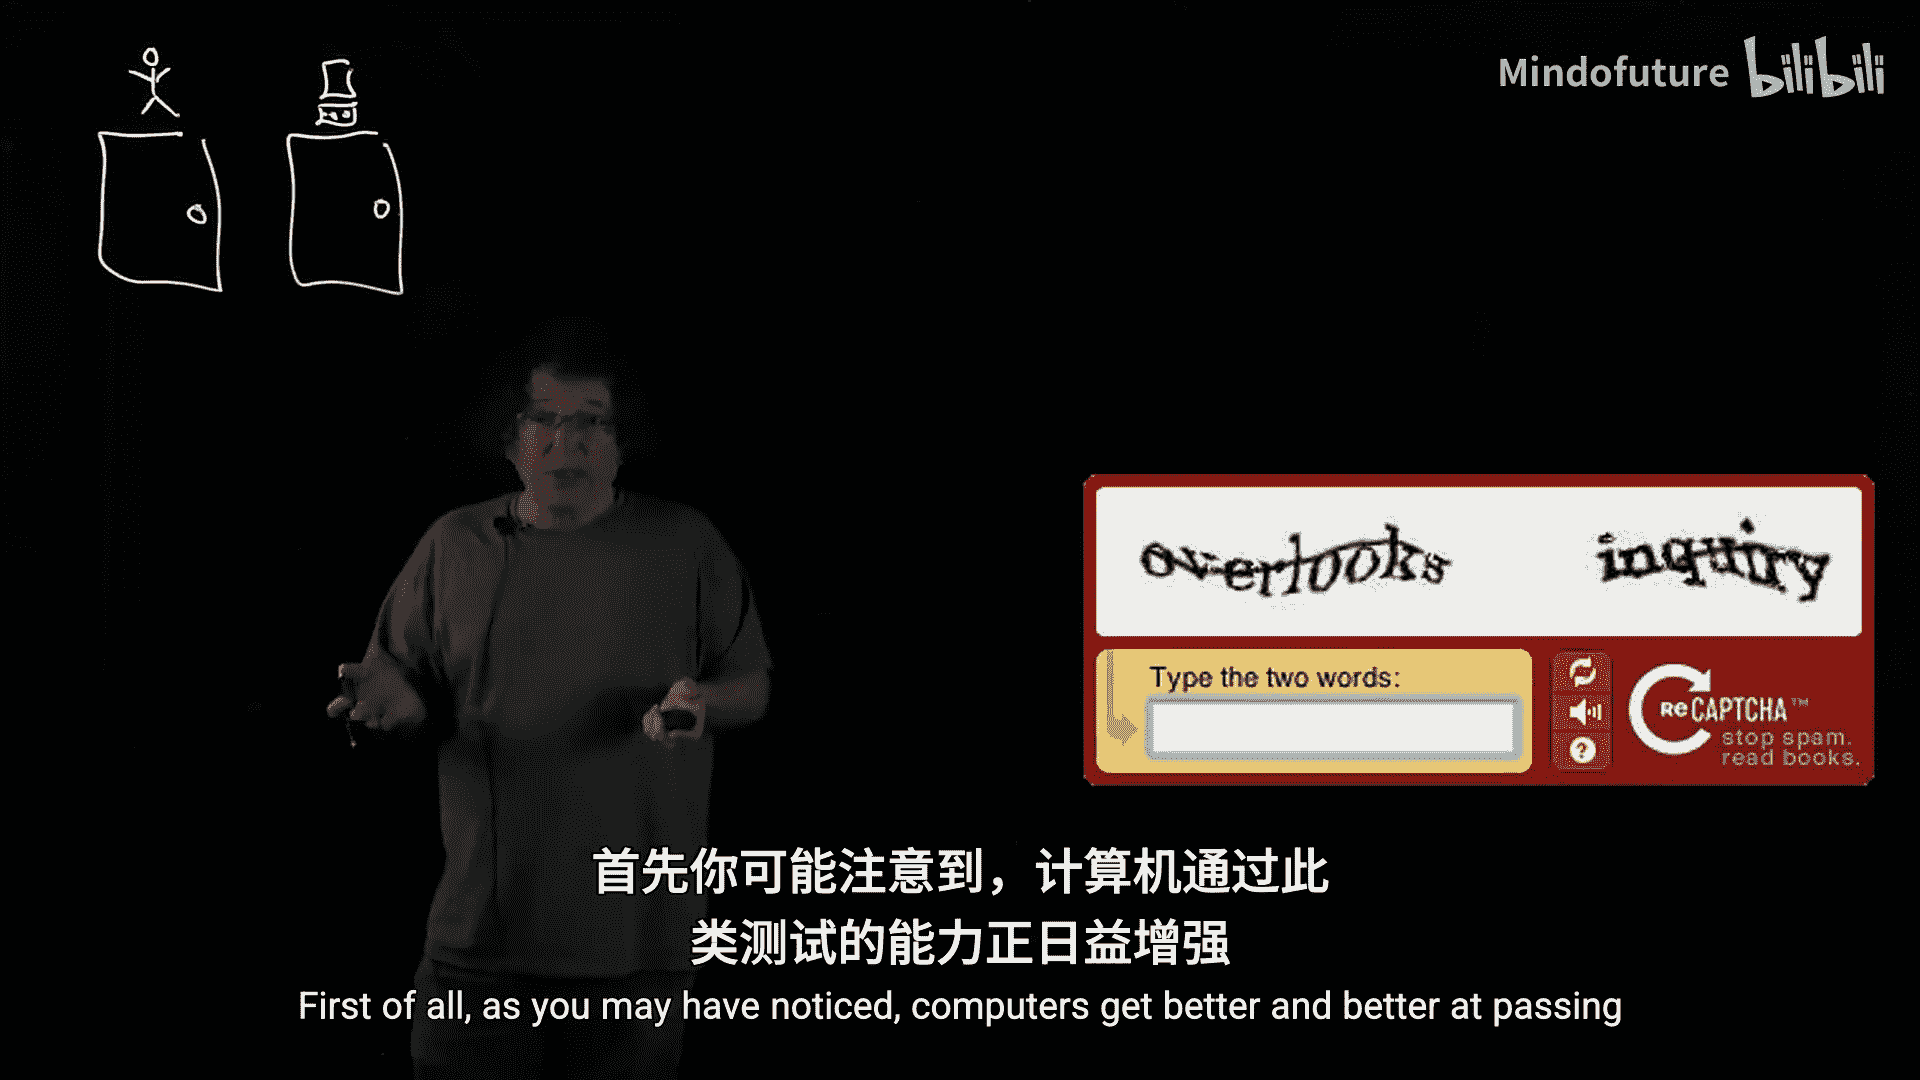 Mindofuture bilibili
overlooks inquiry
Type the two words:
reCAPTCHA™
stop spam.
read books.
首先你可能注意到，计算机通过此
类测试的能力正日益增强
First of all, as you may have noticed, computers get better and better at passing